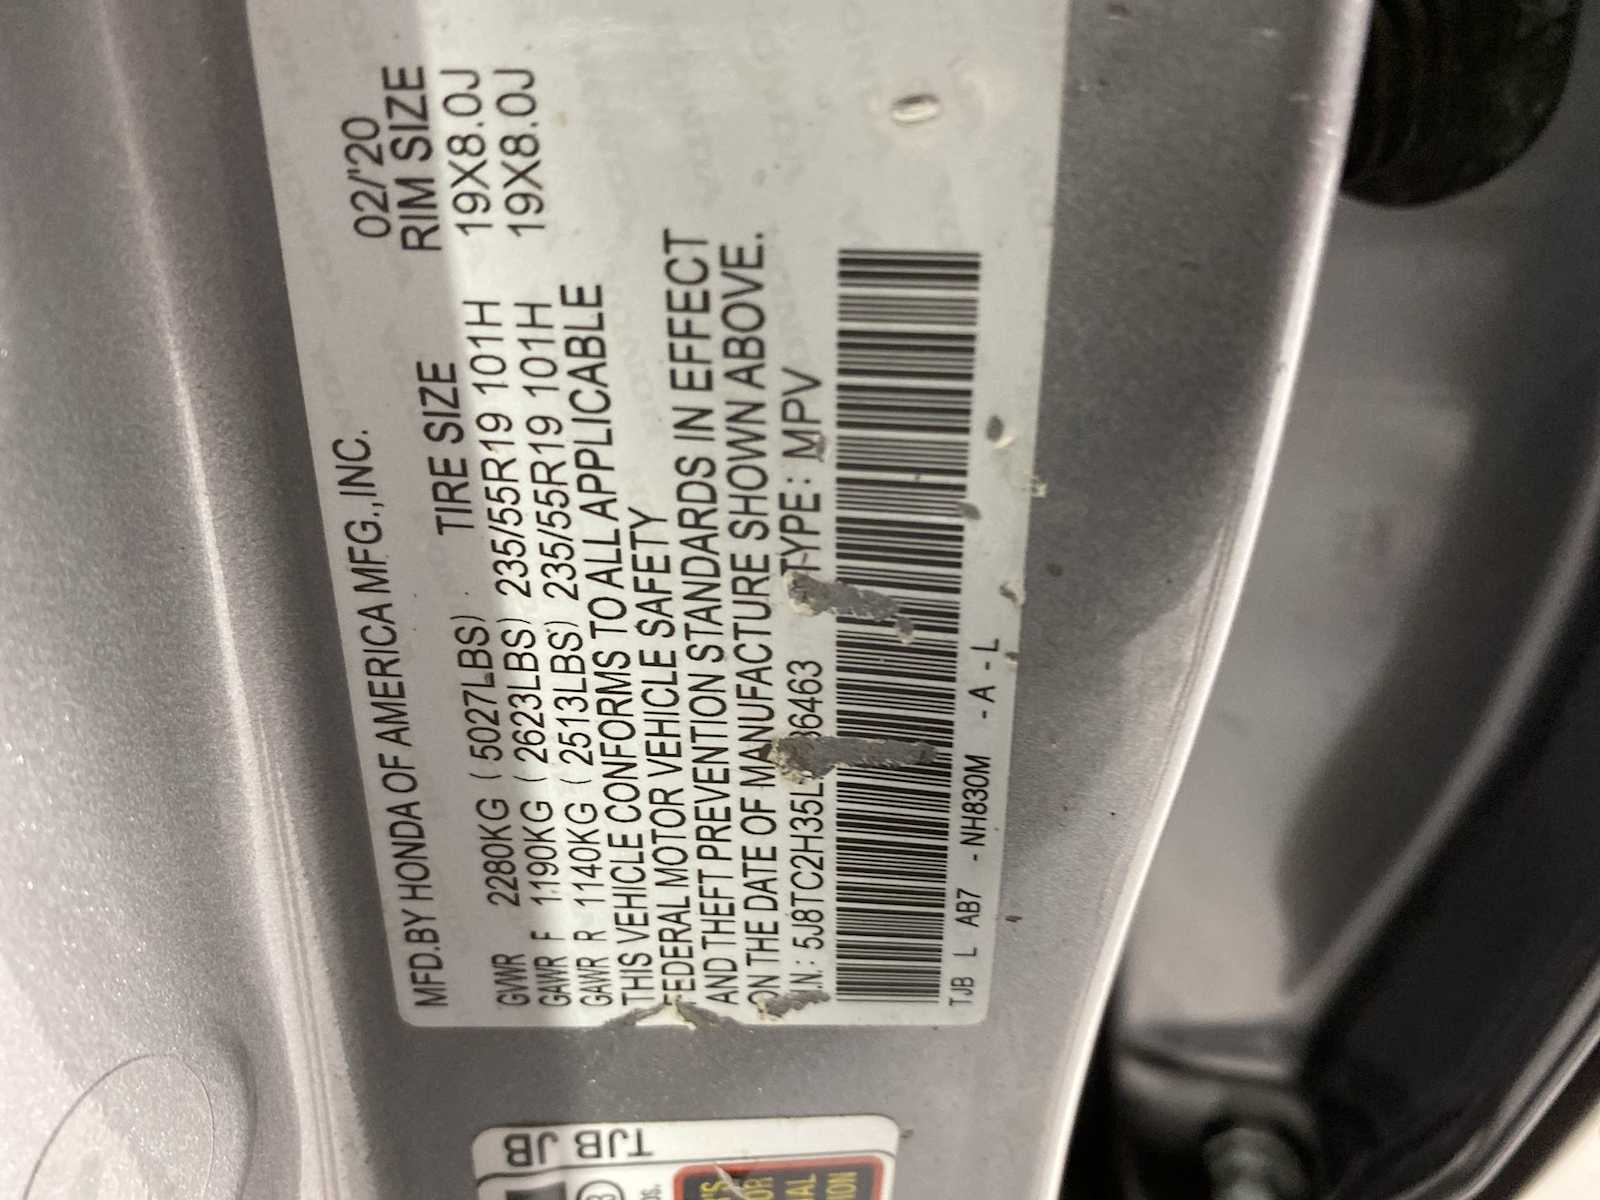 MFD.BY HONDA OF AMERICA MFG.,INC. 02/'20
TIRE SIZE RIM SIZE
GVWR 2280KG (5027LBS)
GAWR F 1190KG (2623LBS) 235/55R19 101H 19X8.0J
GAWR R 1140KG (2513LBS) 235/55R19 101H 19X8.0J
THIS VEHICLE CONFORMS TO ALL APPLICABLE
FEDERAL MOTOR VEHICLE SAFETY
AND THEFT PREVENTION STANDARDS IN EFFECT
ON THE DATE OF MANUFACTURE SHOWN ABOVE.
.I.N.: 5J8TC2H35L 36463 TYPE: MPV
TJB L AB7 - NH830M - A - L
TJB
JB